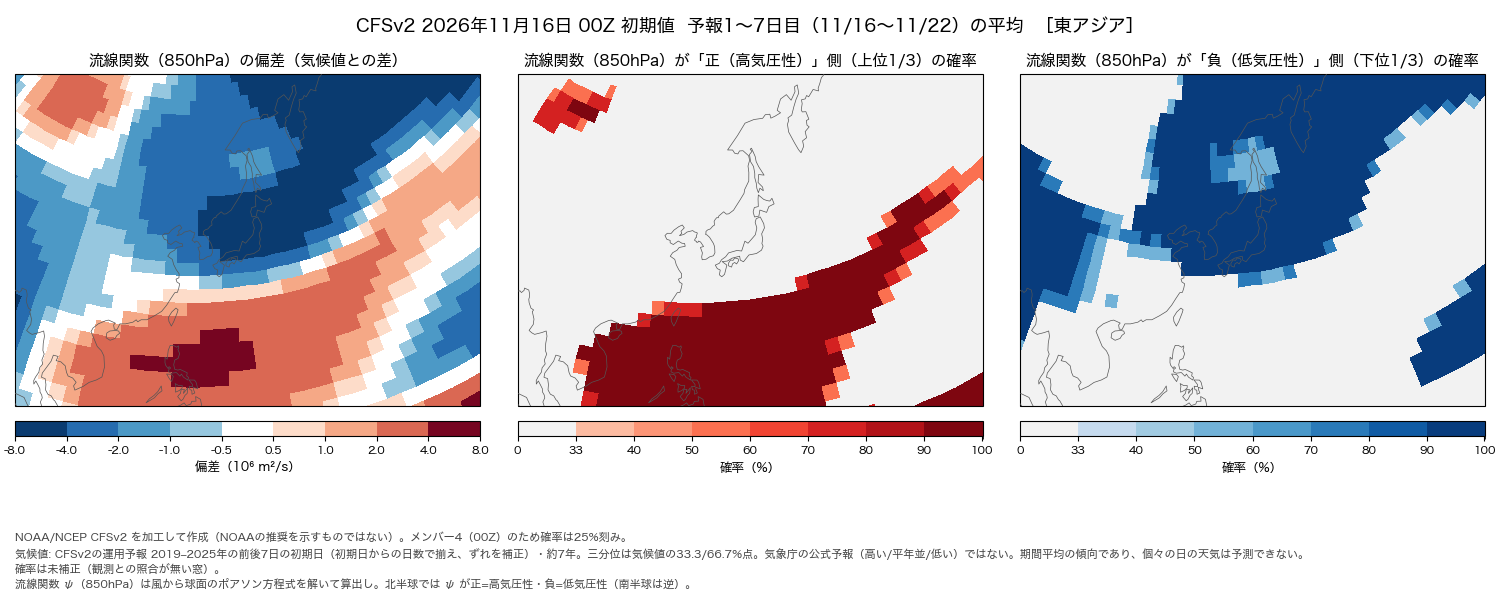 CFSv2 2026年11月16日 00Z 初期値 予報1〜7日目（11/16〜11/22）の平均 ［東アジア］
流線関数（850hPa）の偏差（気候値との差）
流線関数（850hPa）が「正（高気圧性）」側（上位1/3）の確率
流線関数（850hPa）が「負（低気圧性）」側（下位1/3）の確率
-8.0 -4.0 -2.0 -1.0 -0.5 0.5 1.0 2.0 4.0 8.0
偏差（10⁶ m²/s）
0 33 40 50 60 70 80 90 100
確率（%）
0 33 40 50 60 70 80 90 100
確率（%）
NOAA/NCEP CFSv2 を加工して作成（NOAAの推奨を示すものではない）。メンバー4（00Z）のため確率は25%刻み。
気候値: CFSv2の運用予報 2019–2025年の前後7日の初期日（初期日からの日数で揃え、ずれを補正）・約7年。三分位は気候値の33.3/66.7%点。気象庁の公式予報（高い/平年並/低い）ではない。期間平均の傾向であり、個々の日の天気は予測できない。
確率は未補正（観測との照合が無い窓）。
流線関数 ψ（850hPa）は風から球面のポアソン方程式を解いて算出し。北半球では ψ が正=高気圧性・負=低気圧性（南半球は逆）。